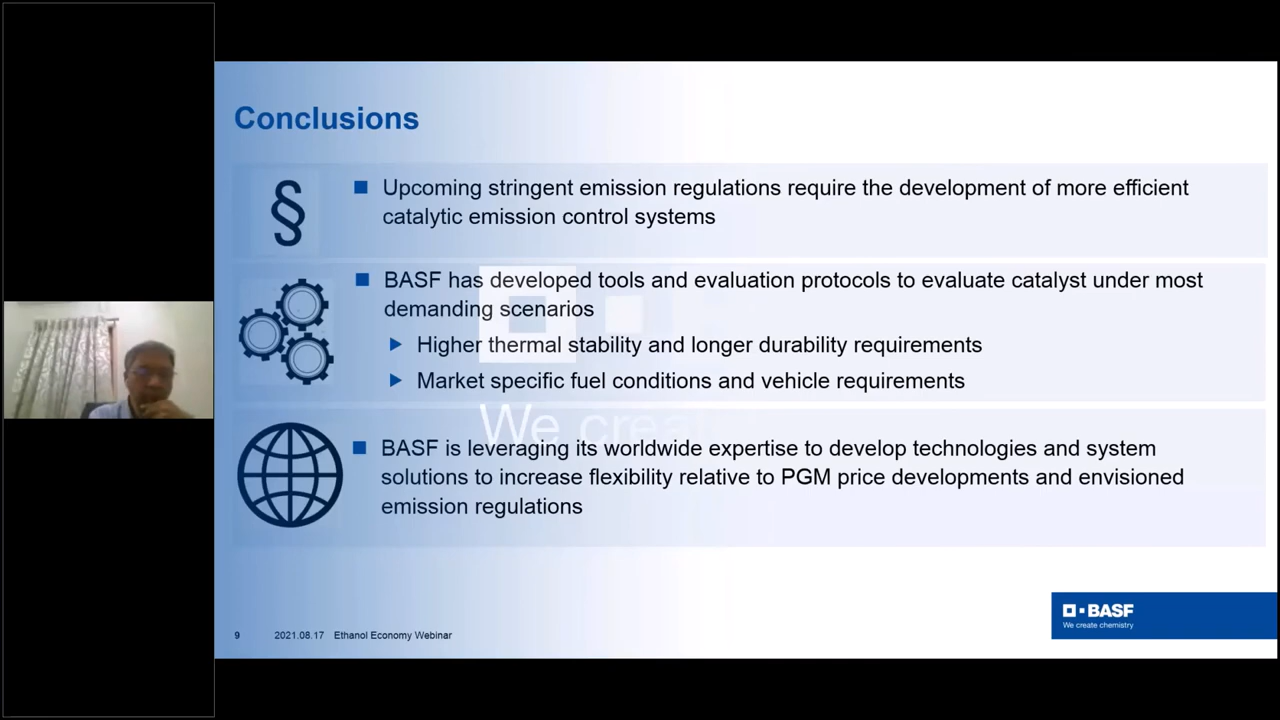 Conclusions
§
Upcoming stringent emission regulations require the development of more efficient
catalytic emission control systems
BASF has developed tools and evaluation protocols to evaluate catalyst under most
demanding scenarios
Higher thermal stability and longer durability requirements
Market specific fuel conditions and vehicle requirements
We create
BASF is leveraging its worldwide expertise to develop technologies and system
solutions to increase flexibility relative to PGM price developments and envisioned
emission regulations
BASF
We create chemistry
9 2021.08.17 Ethanol Economy Webinar